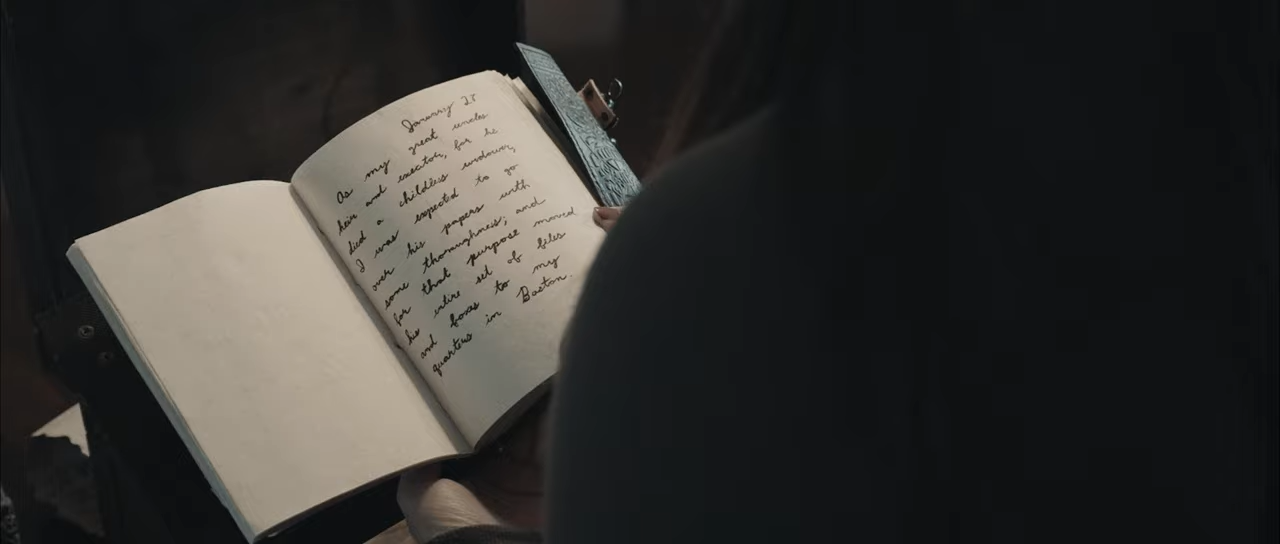 January 28
As my great uncles
heir and executor, for he
died a childless widower,
I was expected to go
over his papers with
some thoroughness; and
for that purpose moved
his entire set of files
and boxes to my
quarters in Boston.